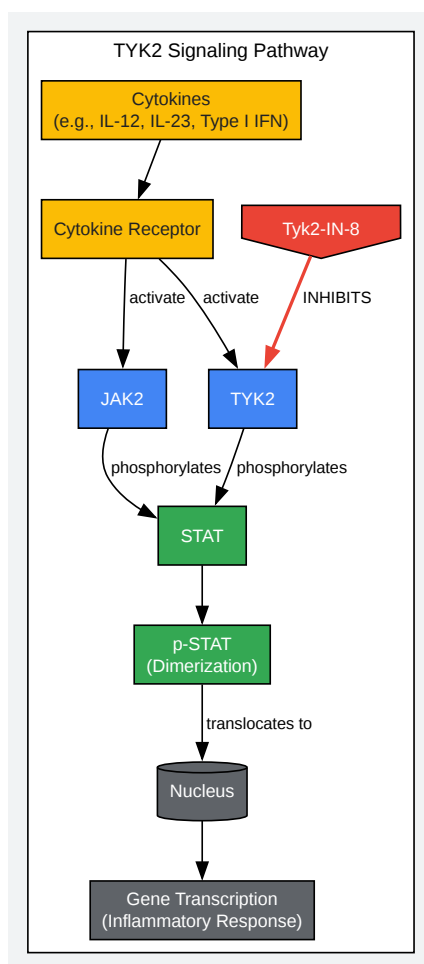 TYK2 Signaling Pathway
Cytokines
(e.g., IL-12, IL-23, Type I IFN)
Cytokine Receptor
Tyk2-IN-8
activate
activate
INHIBITS
JAK2
TYK2
phosphorylates
phosphorylates
STAT
p-STAT
(Dimerization)
translocates to
Nucleus
Gene Transcription
(Inflammatory Response)